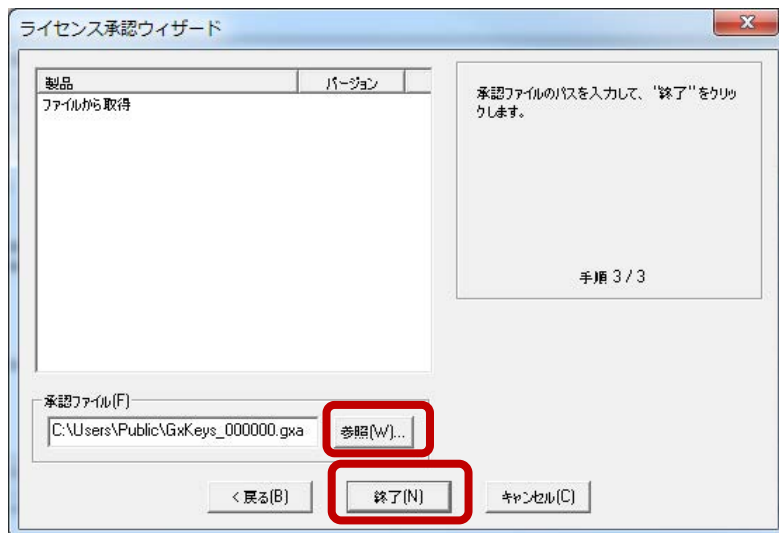 ライセンス承認ウィザード
製品 バージョン
ファイルから取得
承認ファイルのパスを入力して、"終了"をクリッ
クします。
手順 3 / 3
承認ファイル(F)
C:\Users\Public\GxKeys_000000.gxa 参照(W)...
< 戻る(B) 終了(N) キャンセル(C)